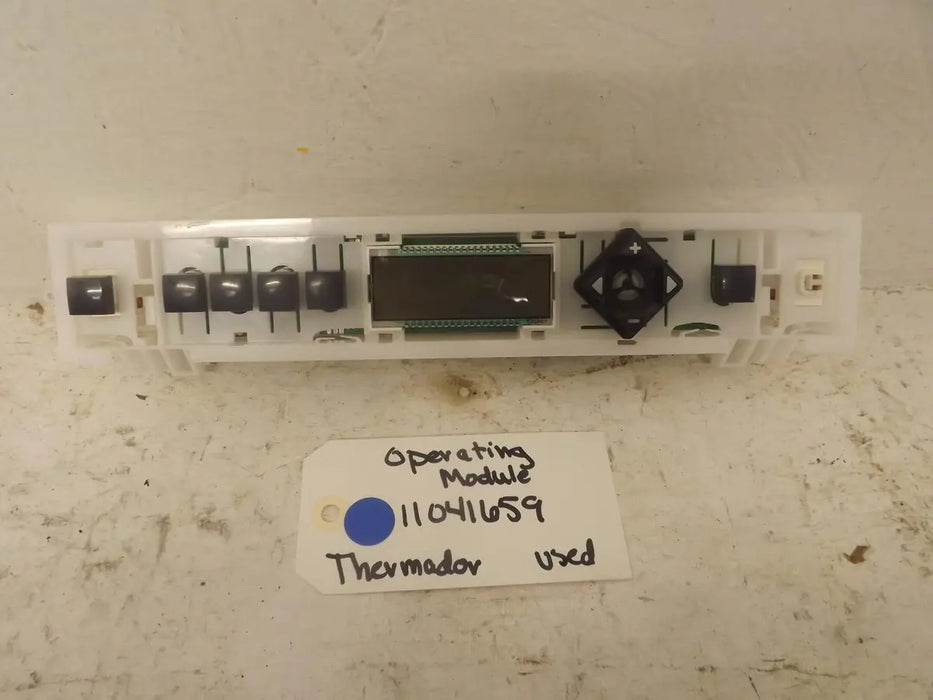 +
-
Operating
Module
11041659
Thermador used